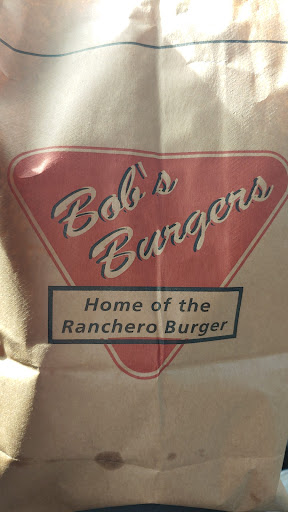 Bob's
Burgers
Home of the
Ranchero Burger